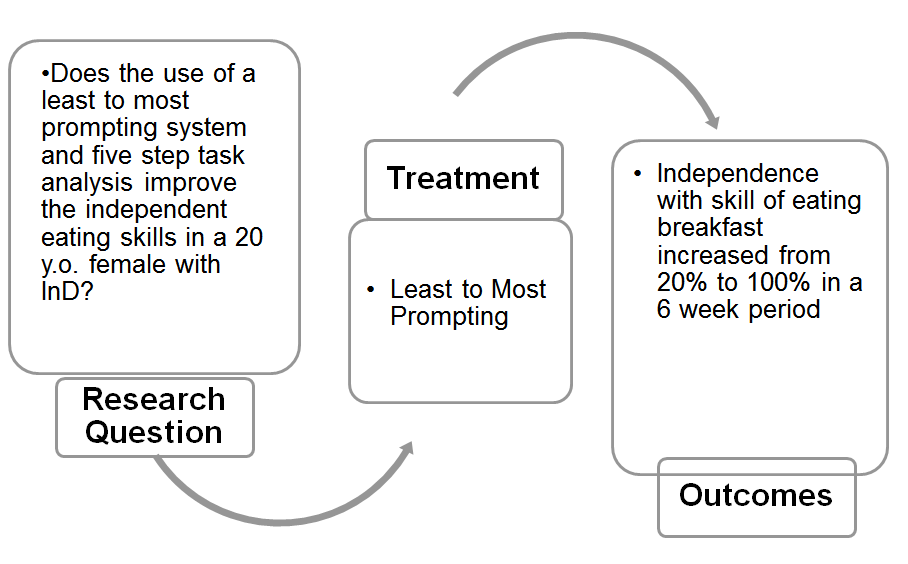 •Does the use of a
least to most
prompting system
and five step task
analysis improve
the independent
eating skills in a 20
y.o. female with
InD?
Research
Question
Treatment
• Least to Most
Prompting
• Independence
with skill of eating
breakfast
increased from
20% to 100% in a
6 week period
Outcomes